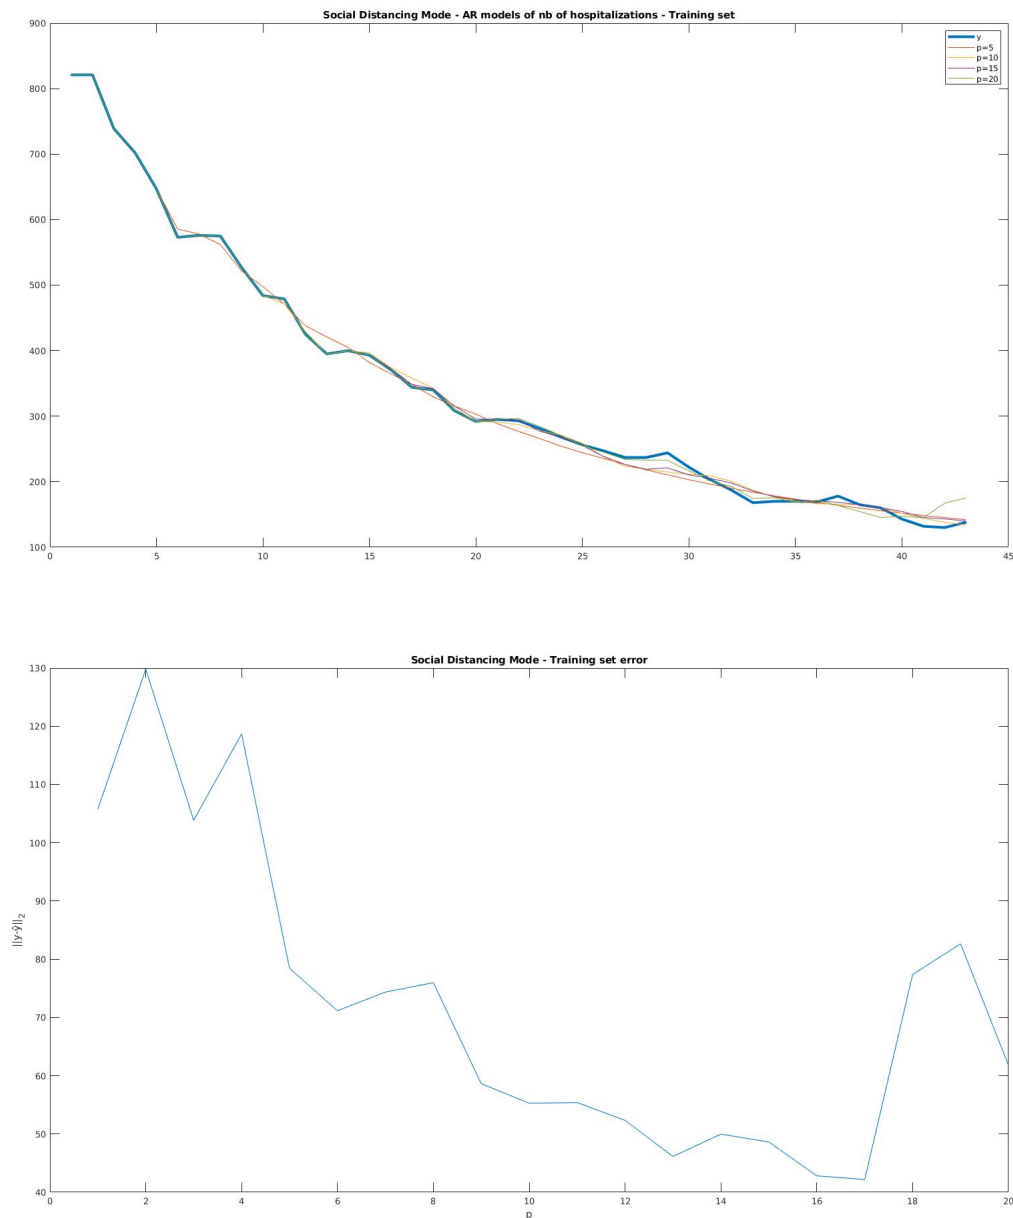 Social Distancing Mode - AR models of nb of hospitalizations - Training set
900
800
700
600
500
400
300
200
100
0 5 10 15 20 25 30 35 40 45
y
p=5
p=10
p=15
p=20
Social Distancing Mode - Training set error
130
120
110
100
90
80
70
60
50
40
||y-ŷ||₂
0 2 4 6 8 10 12 14 16 18 20
p